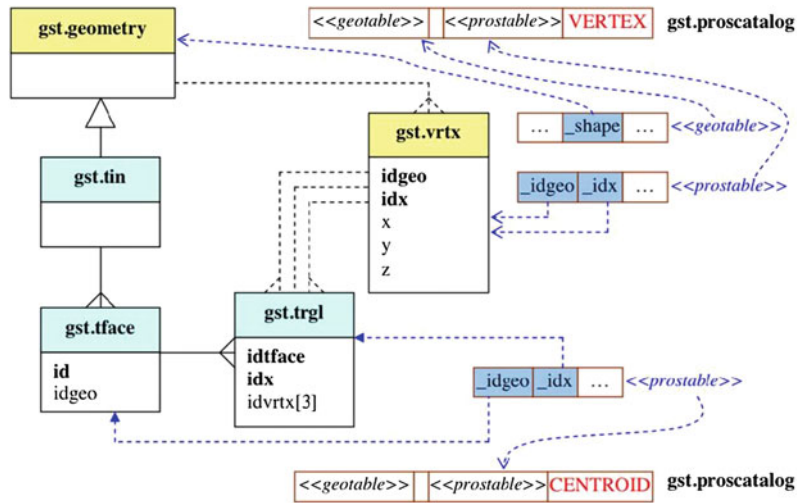 gst.geometry
<<geotable>> <<prostable>> VERTEX gst.proscatalog
gst.vrtx
idgeo
idx
x
y
z
... _shape ... <<geotable>>
_idgeo _idx ... <<prostable>>
gst.tin
gst.tface
id
idgeo
gst.trgl
idtface
idx
idvrtx[3]
_idgeo _idx ... <<prostable>>
<<geotable>> <<prostable>> CENTROID gst.proscatalog